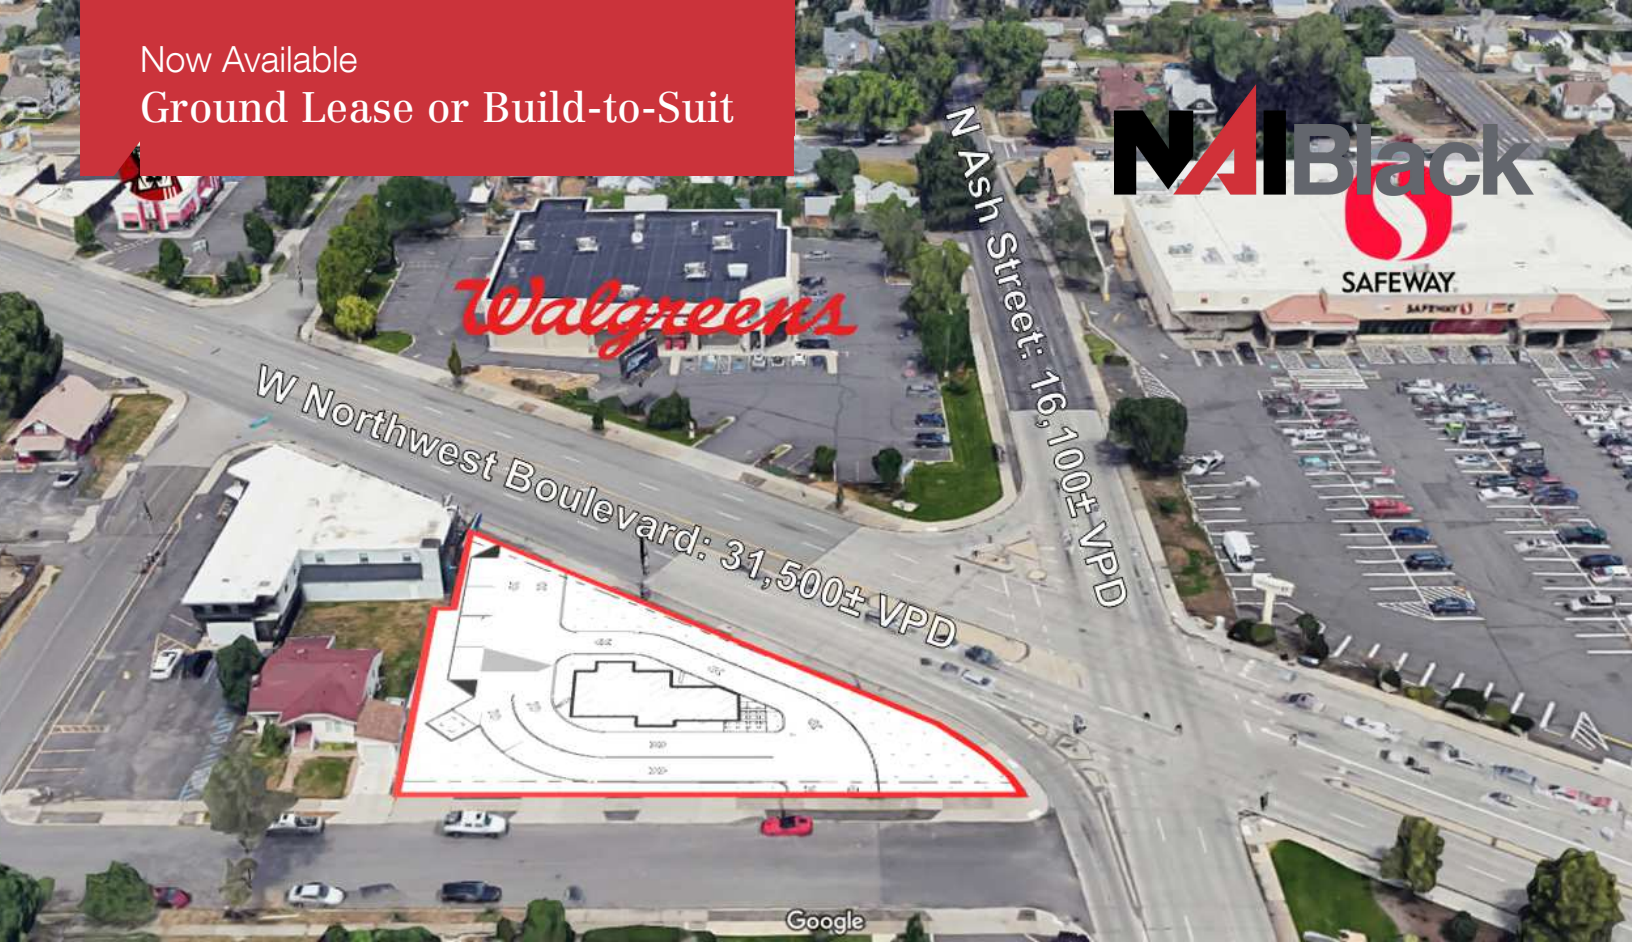 Now Available
Ground Lease or Build-to-Suit
NAIBlack
N Ash Street: 16,100± VPD
SAFEWAY
SAFEWAY
Walgreens
W Northwest Boulevard: 31,500± VPD
Google